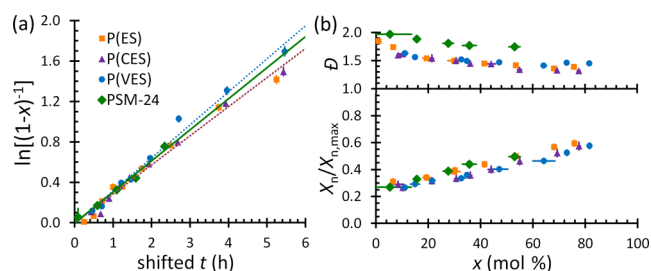 (a)
P(ES)
P(CES)
P(VES)
PSM-24
ln[(1-x)⁻¹]
2.0
1.6
1.2
0.8
0.4
0.0
0 1 2 3 4 5 6
shifted t (h)
(b)
Đ
2.0
1.5
1.0
Xn/Xn,max
0.8
0.6
0.4
0.2
0.0
0 20 40 60 80 100
x (mol %)